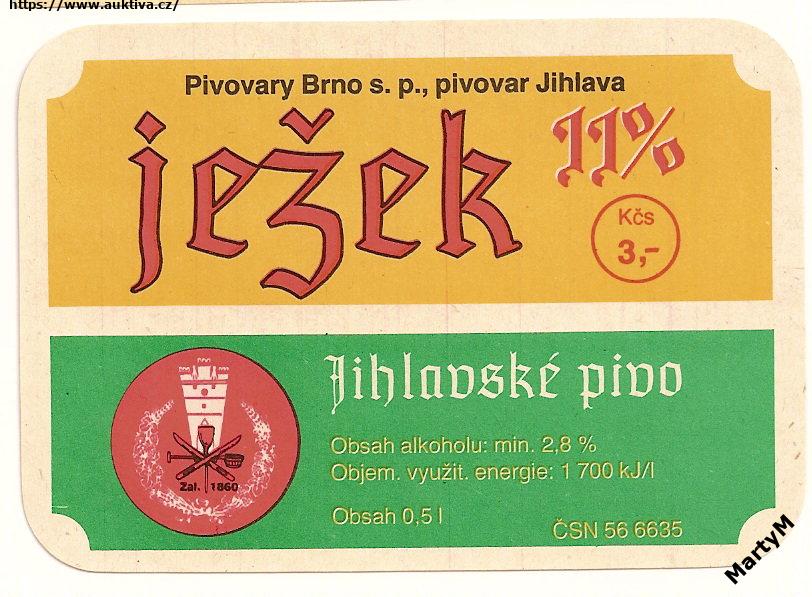 https://www.auktiva.cz/
Pivovary Brno s. p., pivovar Jihlava
ježek 11%
Kčs
3,-
Jihlavské pivo
Obsah alkoholu: min. 2,8 %
Objem. využit. energie: 1 700 kJ/l
Zal. 1860
Obsah 0,5 l
ČSN 56 6635
MartyM